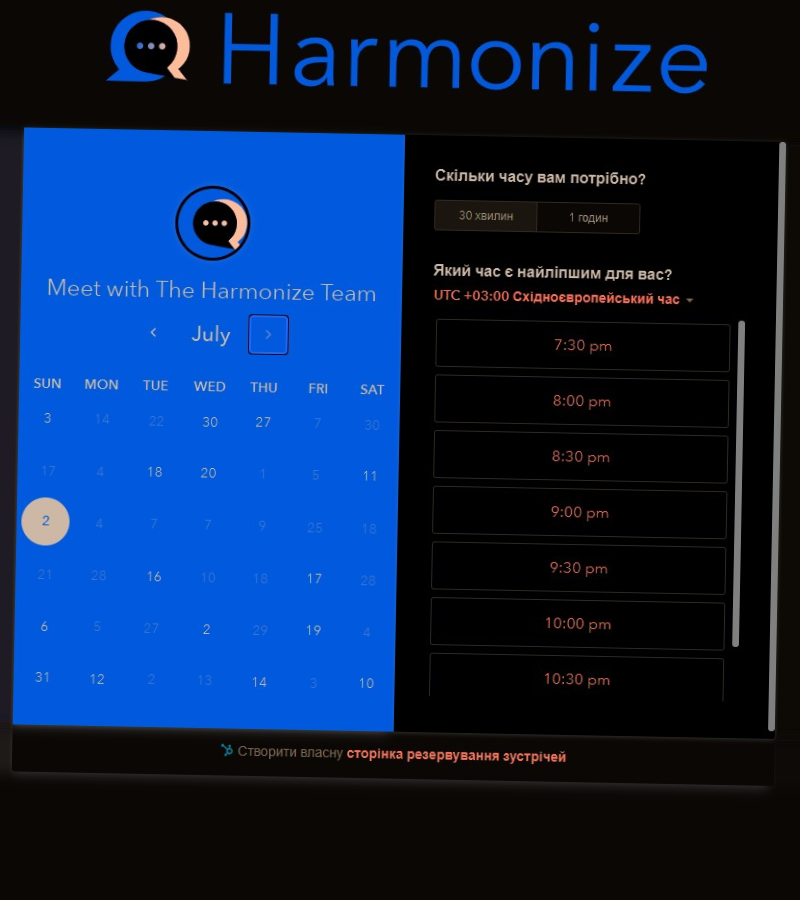 Harmonize
Meet with The Harmonize Team
July
SUN MON TUE WED THU FRI SAT
3 14 22 30 27 7 30
17 4 18 20 1 5 11
2 4 7 7 9 25 18
21 28 16 10 18 17 28
6 5 27 2 29 19 4
31 12 2 13 14 3 10
Скільки часу вам потрібно?
30 хвилин 1 годин
Який час є найліпшим для вас?
UTC +03:00 Східноєвропейський час
7:30 pm
8:00 pm
8:30 pm
9:00 pm
9:30 pm
10:00 pm
10:30 pm
Створити власну сторінка резервування зустрічей